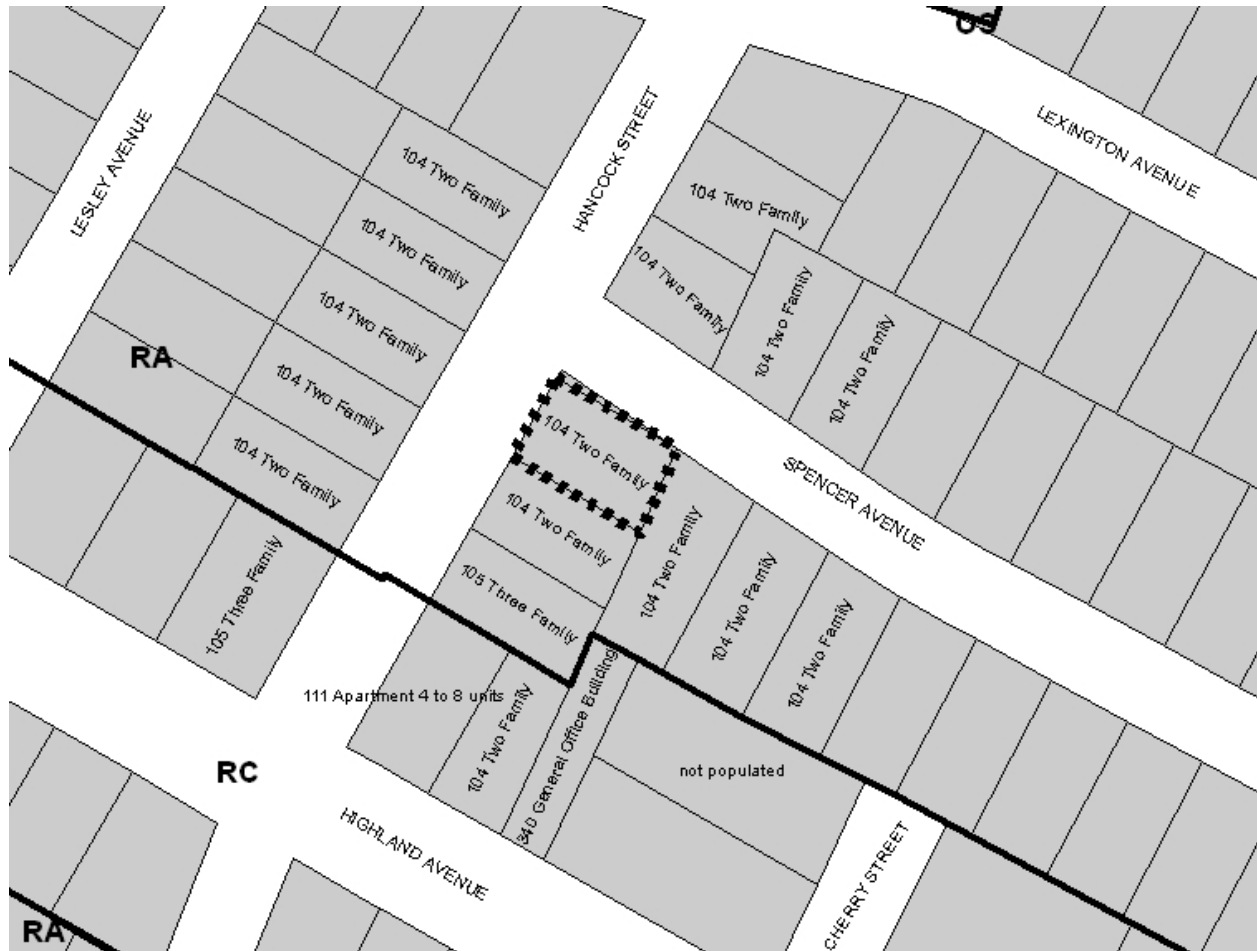 OS
LEXINGTON AVENUE
HANCOCK STREET
LESLEY AVENUE
104 Two Family
104 Two Family
104 Two Family
104 Two Family
104 Two Family
104 Two Family
104 Two Family
104 Two Family
104 Two Family
RA
104 Two Family
104 Two Family
SPENCER AVENUE
104 Two Family
104 Two Family
104 Two Family
105 Three Family
105 Three Family
111 Apartment 4 to 8 units
104 Two Family
340 General Office Building
not populated
RC
HIGHLAND AVENUE
CHERRY STREET
RA